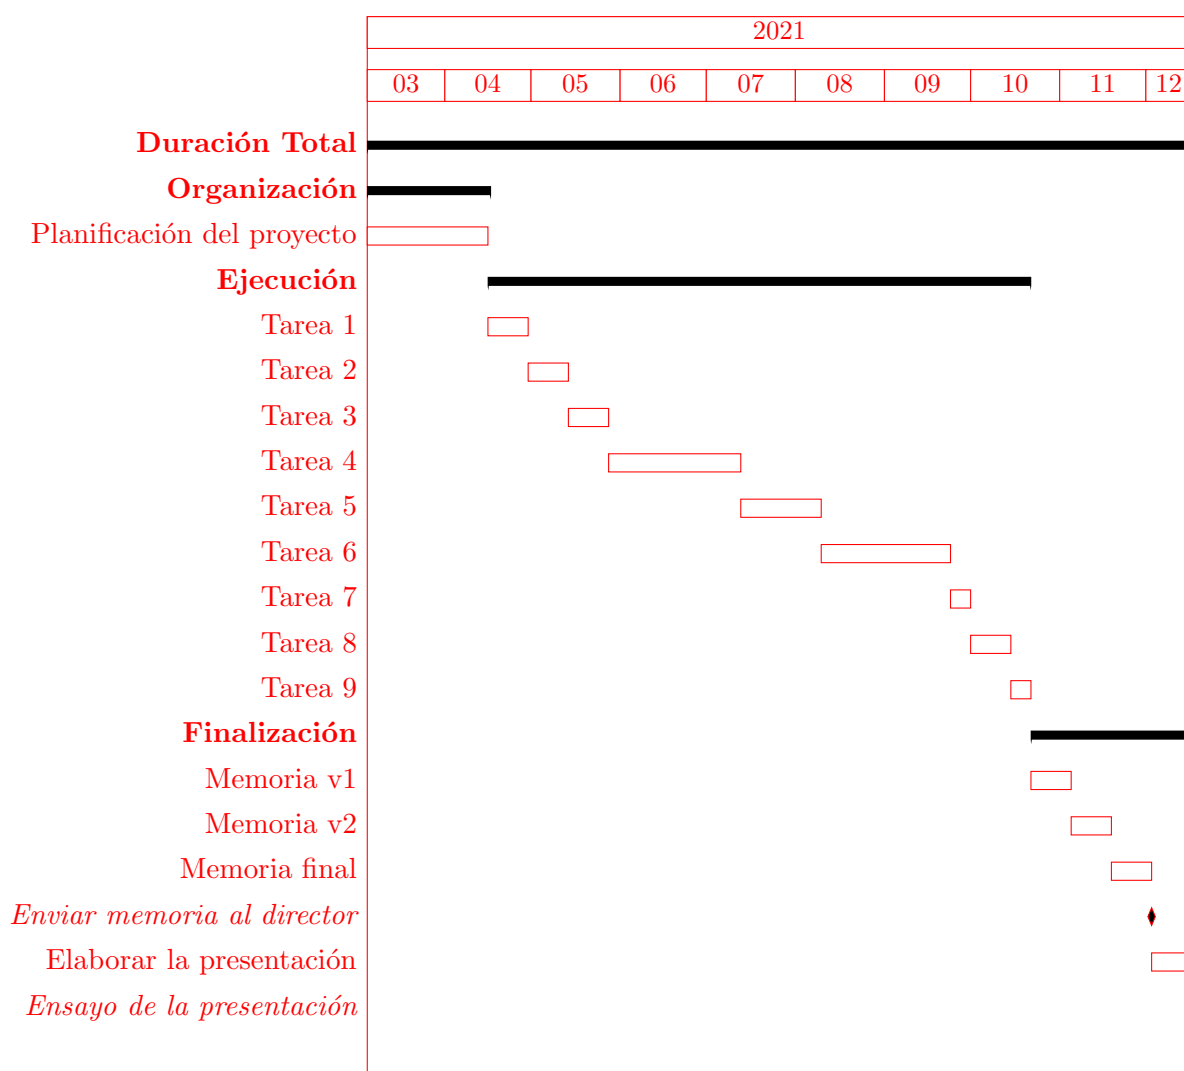 2021
03 04 05 06 07 08 09 10 11 12
Duración Total
Organización
Planificación del proyecto
Ejecución
Tarea 1
Tarea 2
Tarea 3
Tarea 4
Tarea 5
Tarea 6
Tarea 7
Tarea 8
Tarea 9
Finalización
Memoria v1
Memoria v2
Memoria final
Enviar memoria al director
Elaborar la presentación
Ensayo de la presentación